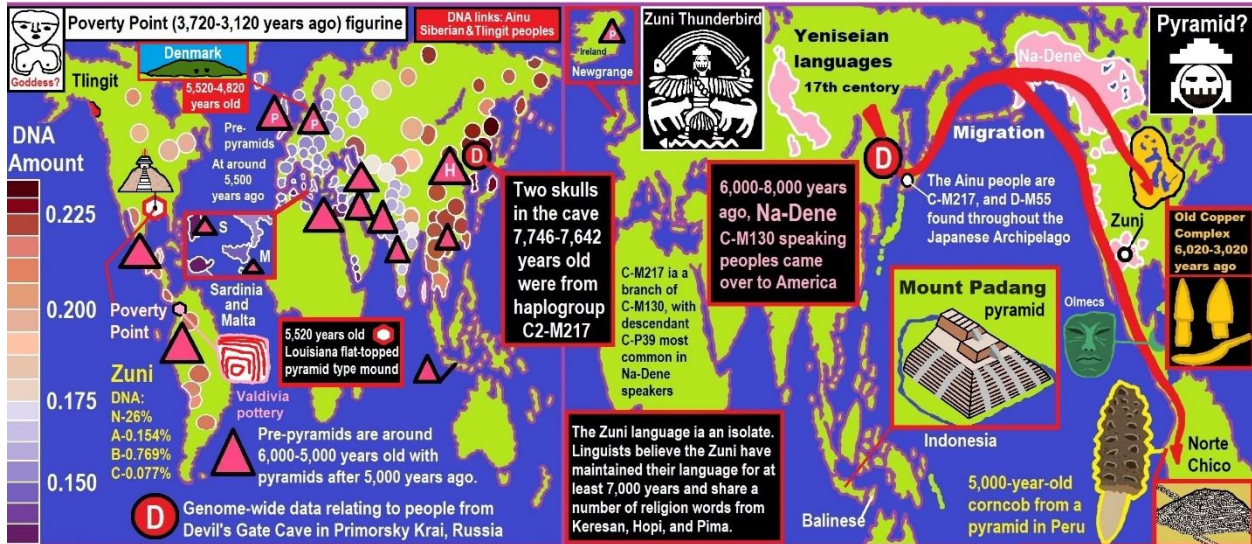 Poverty Point (3,720-3,120 years ago) figurine
Goddess?
DNA links: Ainu
Siberian & Tlingit peoples
Denmark
5,520-4,820
years old
Tlingit
Pre-
pyramids
At around
5,500
years ago
P
P
H
D
DNA
Amount
0.225
0.200
0.175
0.150
S
M
Sardinia
and
Malta
Poverty
Point
5,520 years old
Louisiana flat-topped
pyramid type mound
Valdivia
pottery
Zuni
DNA:
N-26%
A-0.154%
B-0.769%
C-0.077%
Pre-pyramids are around
6,000-5,000 years old with
pyramids after 5,000 years ago.
D
Genome-wide data relating to people from
Devil's Gate Cave in Primorsky Krai, Russia
Two skulls
in the cave
7,746-7,642
years old
were from
haplogroup
C2-M217
P
Ireland
Newgrange
Zuni Thunderbird
Yeniseian
languages
17th centory
D
Na-Dene
Pyramid?
Migration
6,000-8,000 years
ago, Na-Dene
C-M130 speaking
peoples came
over to America
The Ainu people are
C-M217, and D-M55
found throughout the
Japanese Archipelago
Zuni
Old Copper
Complex
6,020-3,020
years ago
C-M217 is a
branch of
C-M130, with
descendant
C-P39 most
common in
Na-Dene
speakers
Mount Padang
pyramid
Olmecs
Indonesia
The Zuni language is an isolate.
Linguists believe the Zuni have
maintained their language for at
least 7,000 years and share a
number of religion words from
Keresan, Hopi, and Pima.
Balinese
5,000-year-old
corncob from a
pyramid in Peru
Norte
Chico